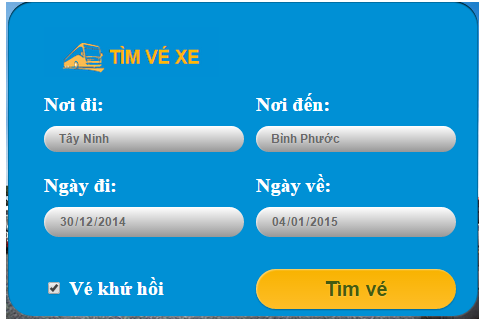 TÌM VÉ XE
Nơi đi: Nơi đến:
Tây Ninh Bình Phước
Ngày đi: Ngày về:
30/12/2014 04/01/2015
Vé khứ hồi Tìm vé